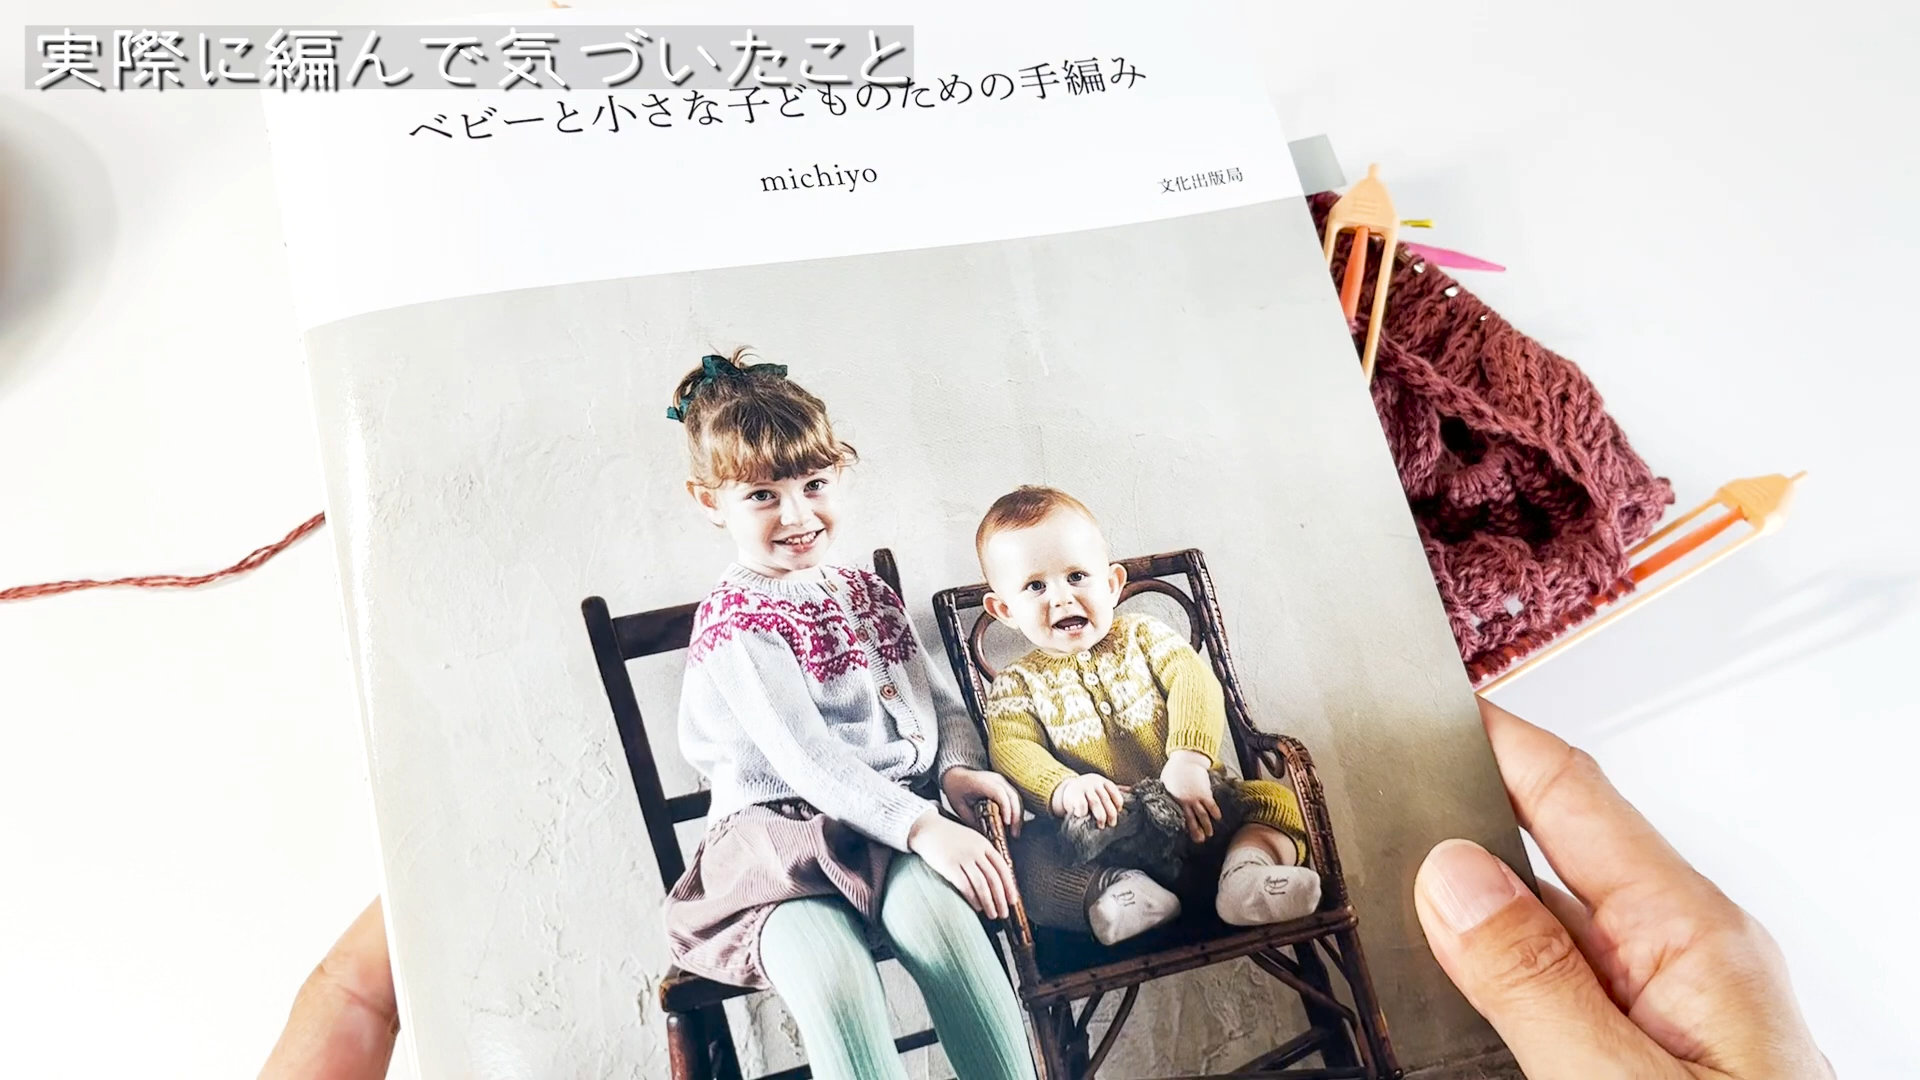 実際に編んで気づいたこと
ベビーと小さな子どものための手編み
michiyo
文化出版局